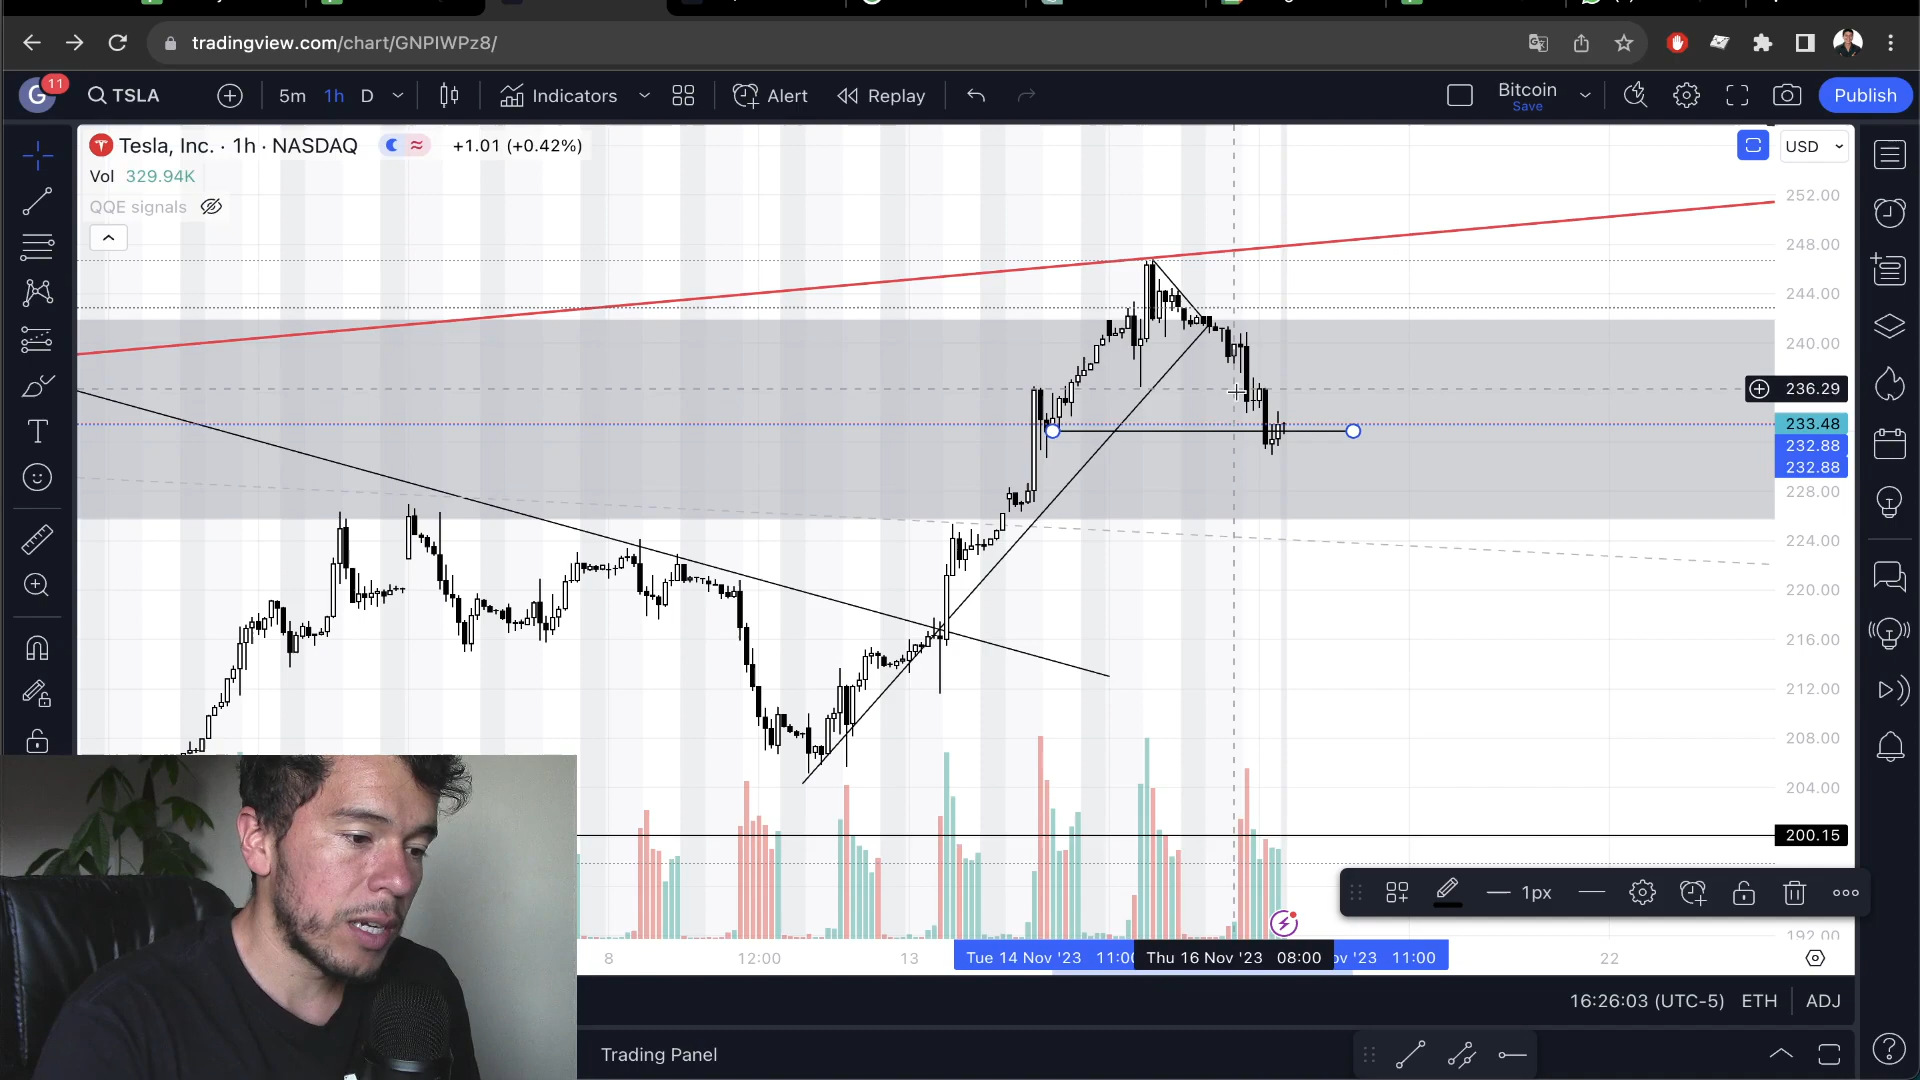 tradingview.com/chart/GNPIWPz8/
G 11 TSLA 5m 1h D Indicators Alert Replay Bitcoin Save Publish
Tesla, Inc. · 1h · NASDAQ +1.01 (+0.42%) USD
Vol 329.94K
QQE signals
252.00
248.00
244.00
240.00
236.29
233.48
232.88
232.88
228.00
224.00
220.00
216.00
212.00
208.00
204.00
200.15
1px
192.00
8 12:00 13 Tue 14 Nov '23 11:00 Thu 16 Nov '23 08:00 '23 11:00 22
16:26:03 (UTC-5) ETH ADJ
Trading Panel